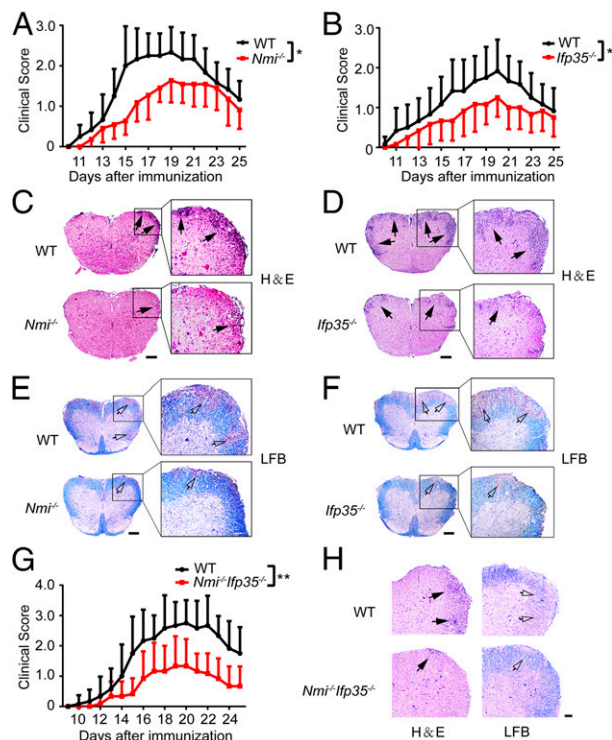 A
3.0
2.0
1.0
0
Clinical Score
WT
Nmi-/-
*
11 13 15 17 19 21 23 25
Days after immunization
B
3.0
2.0
1.0
0
Clinical Score
WT
Ifp35-/-
*
11 13 15 17 19 21 23 25
Days after immunization
C
WT
Nmi-/-
H&E
D
WT
Ifp35-/-
H&E
E
WT
Nmi-/-
LFB
F
WT
Ifp35-/-
LFB
G
4.0
3.0
2.0
1.0
0
Clinical Score
WT
Nmi-/-Ifp35-/-
**
10 12 14 16 18 20 22 24
Days after immunization
H
WT
Nmi-/-Ifp35-/-
H&E LFB